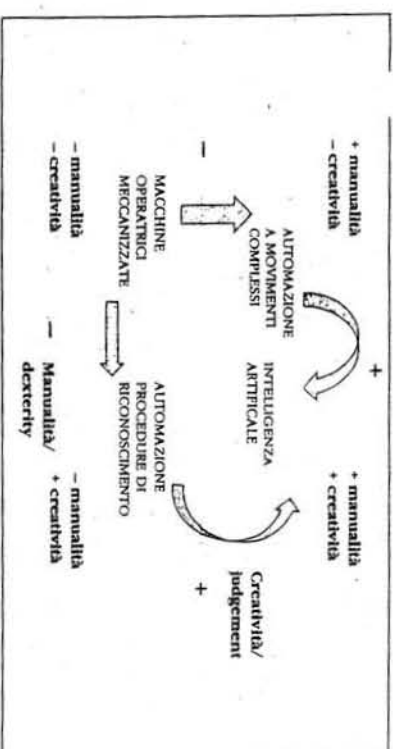 + manualità
− creatività
+
+ manualità
+ creatività
AUTOMAZIONE
A MOVIMENTI
COMPLESSI
INTELLIGENZA
ARTIFICALE
−
Creatività/
judgement
+
MACCHINE
OPERATRICI
MECCANIZZATE
AUTOMAZIONE
PROCEDURE DI
RICONOSCIMENTO
− manualità
− creatività
−
Manualità/
dexterity
− manualità
+ creatività